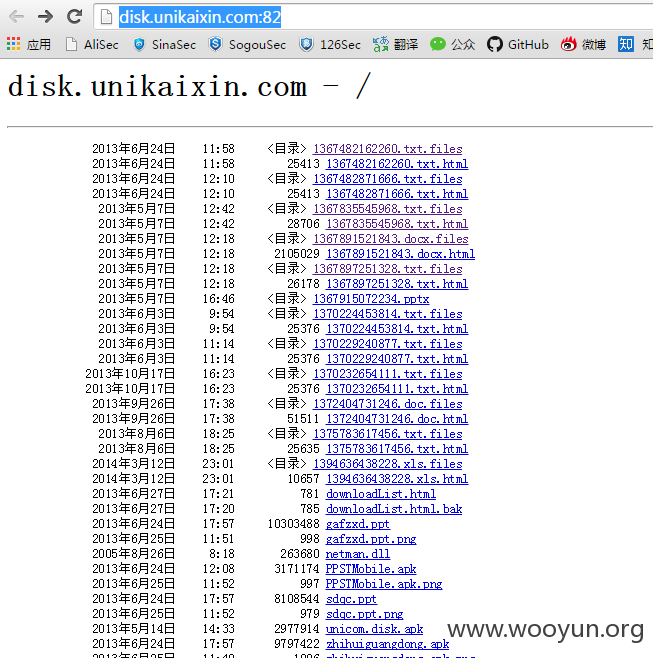 disk.unikaixin.com:82
应用 AliSec SinaSec SogouSec 126Sec 翻译 公众 GitHub 微博 知
disk.unikaixin.com - /
2013年6月24日 11:58 <目录> 1367482162260.txt.files
2013年6月24日 11:58 25413 1367482162260.txt.html
2013年6月24日 12:10 <目录> 1367482871666.txt.files
2013年6月24日 12:10 25413 1367482871666.txt.html
2013年5月7日 12:42 <目录> 1367835545968.txt.files
2013年5月7日 12:42 28706 1367835545968.txt.html
2013年5月7日 12:18 <目录> 1367891521843.docx.files
2013年5月7日 12:18 2105029 1367891521843.docx.html
2013年5月7日 12:18 <目录> 1367897251328.txt.files
2013年5月7日 12:18 26178 1367897251328.txt.html
2013年5月7日 16:46 <目录> 1367915072234.pptx
2013年6月3日 9:54 <目录> 1370224453814.txt.files
2013年6月3日 9:54 25376 1370224453814.txt.html
2013年6月3日 11:14 <目录> 1370229240877.txt.files
2013年6月3日 11:14 25376 1370229240877.txt.html
2013年10月17日 16:23 <目录> 1370232654111.txt.files
2013年10月17日 16:23 25376 1370232654111.txt.html
2013年9月26日 17:38 <目录> 1372404731246.doc.files
2013年9月26日 17:38 51511 1372404731246.doc.html
2013年8月6日 18:25 <目录> 1375783617456.txt.files
2013年8月6日 18:25 25635 1375783617456.txt.html
2014年3月12日 23:01 <目录> 1394636438228.xls.files
2014年3月12日 23:01 10657 1394636438228.xls.html
2013年6月27日 17:21 781 downloadList.html
2013年6月27日 17:20 785 downloadList.html.bak
2013年6月24日 17:57 10303488 gafzxd.ppt
2013年6月25日 11:51 998 gafzxd.ppt.png
2005年8月26日 8:18 263680 netman.dll
2013年6月24日 12:08 3171174 PPSTMobile.apk
2013年6月25日 11:52 997 PPSTMobile.apk.png
2013年6月24日 17:57 8108544 sdqc.ppt
2013年6月25日 11:52 979 sdqc.ppt.png
2013年5月14日 14:33 2977914 unicom.disk.apk
2013年6月24日 17:57 9797422 zhihuiguangdong.apk
www.wooyun.org